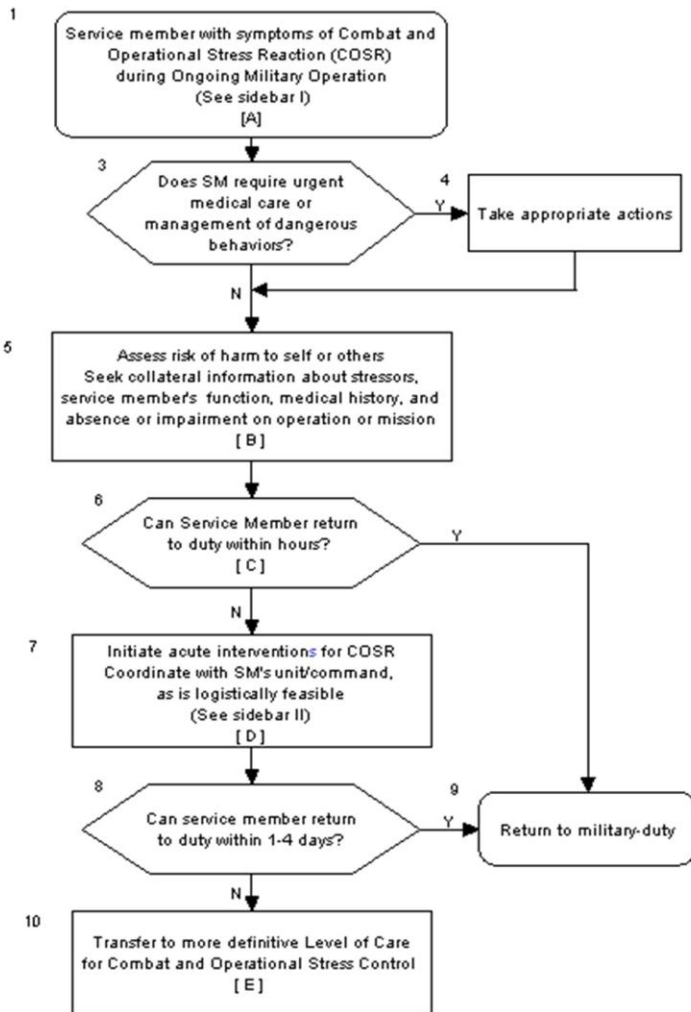 1
Service member with symptoms of Combat and
Operational Stress Reaction (COSR)
during Ongoing Military Operation
(See sidebar I)
[A]
3
Does SM require urgent
medical care or
management of dangerous
behaviors?
Y
4
Take appropriate actions
N
5
Assess risk of harm to self or others
Seek collateral information about stressors,
service member's function, medical history, and
absence or impairment on operation or mission
[ B ]
6
Can Service Member return
to duty within hours?
[ C ]
Y
N
7
Initiate acute interventions for COSR
Coordinate with SM's unit/command,
as is logistically feasible
(See sidebar II)
[ D ]
8
Can service member return
to duty within 1-4 days?
Y
9
Return to military-duty
N
10
Transfer to more definitive Level of Care
for Combat and Operational Stress Control
[ E ]